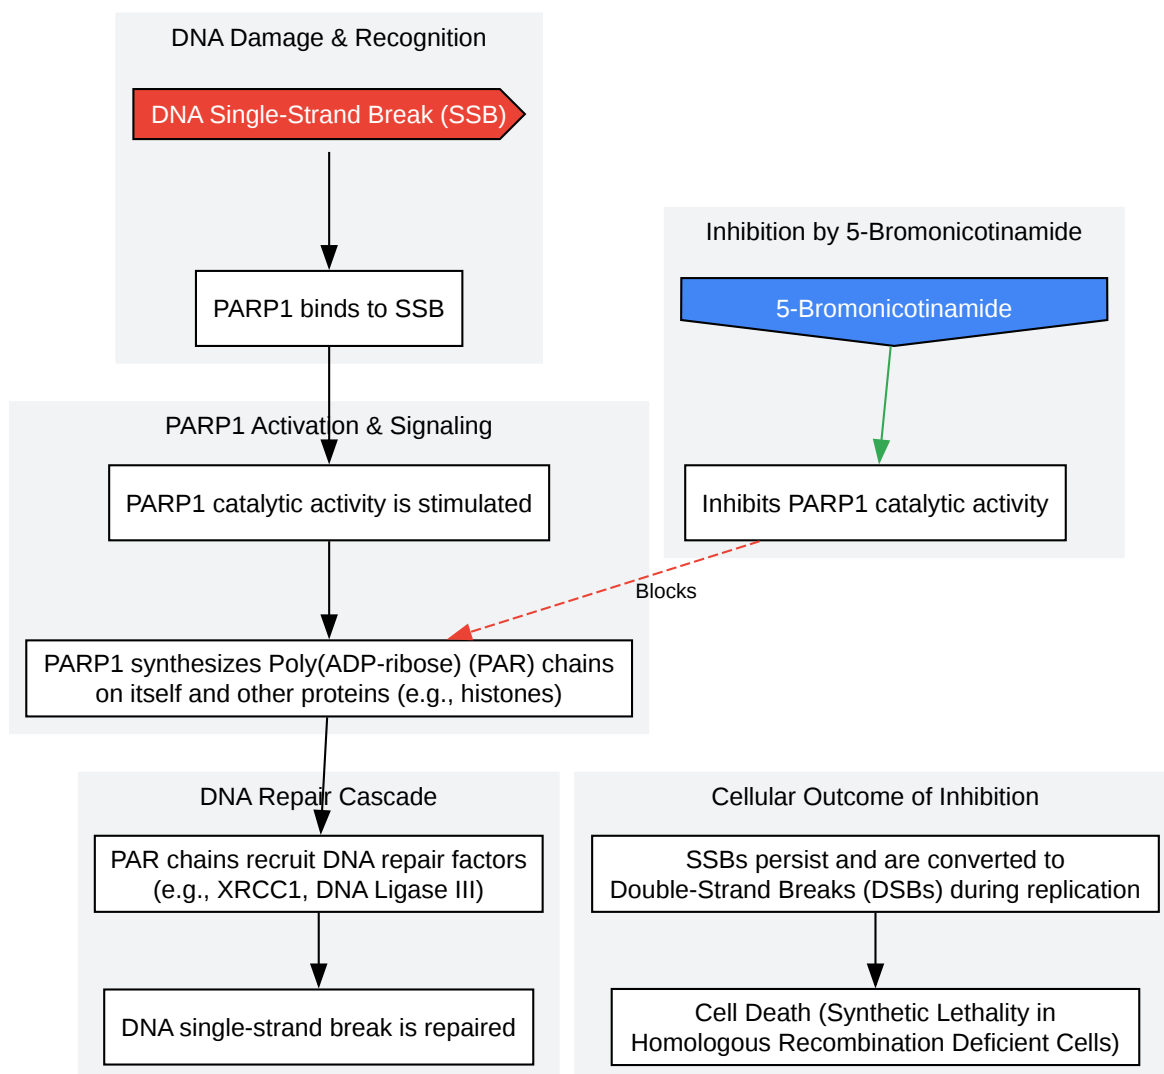 DNA Damage & Recognition
DNA Single-Strand Break (SSB)
PARP1 binds to SSB
Inhibition by 5-Bromonicotinamide
5-Bromonicotinamide
Inhibits PARP1 catalytic activity
PARP1 Activation & Signaling
PARP1 catalytic activity is stimulated
Blocks
PARP1 synthesizes Poly(ADP-ribose) (PAR) chains
on itself and other proteins (e.g., histones)
DNA Repair Cascade
PAR chains recruit DNA repair factors
(e.g., XRCC1, DNA Ligase III)
DNA single-strand break is repaired
Cellular Outcome of Inhibition
SSBs persist and are converted to
Double-Strand Breaks (DSBs) during replication
Cell Death (Synthetic Lethality in
Homologous Recombination Deficient Cells)